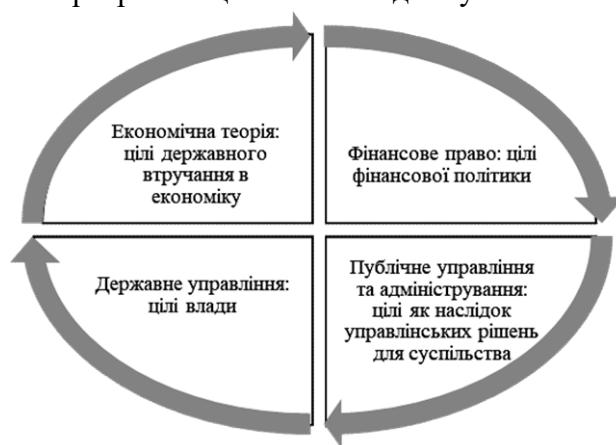 Економічна теорія:
цілі державного
втручання в
економіку
Фінансове право: цілі
фінансової політики
Державне управління:
цілі влади
Публічне управління
та адміністрування:
цілі як наслідок
управлінських рішень
для суспільства